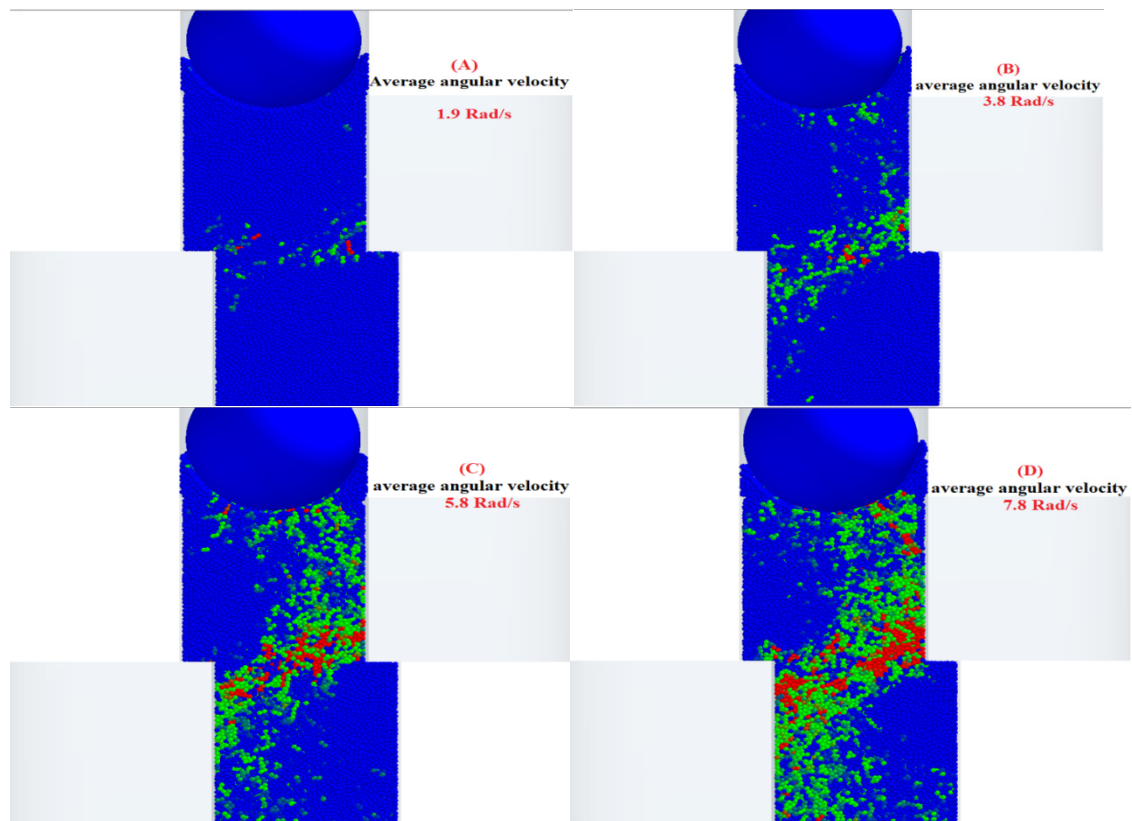 (A)
Average angular velocity
1.9 Rad/s
(B)
average angular velocity
3.8 Rad/s
(C)
average angular velocity
5.8 Rad/s
(D)
average angular velocity
7.8 Rad/s